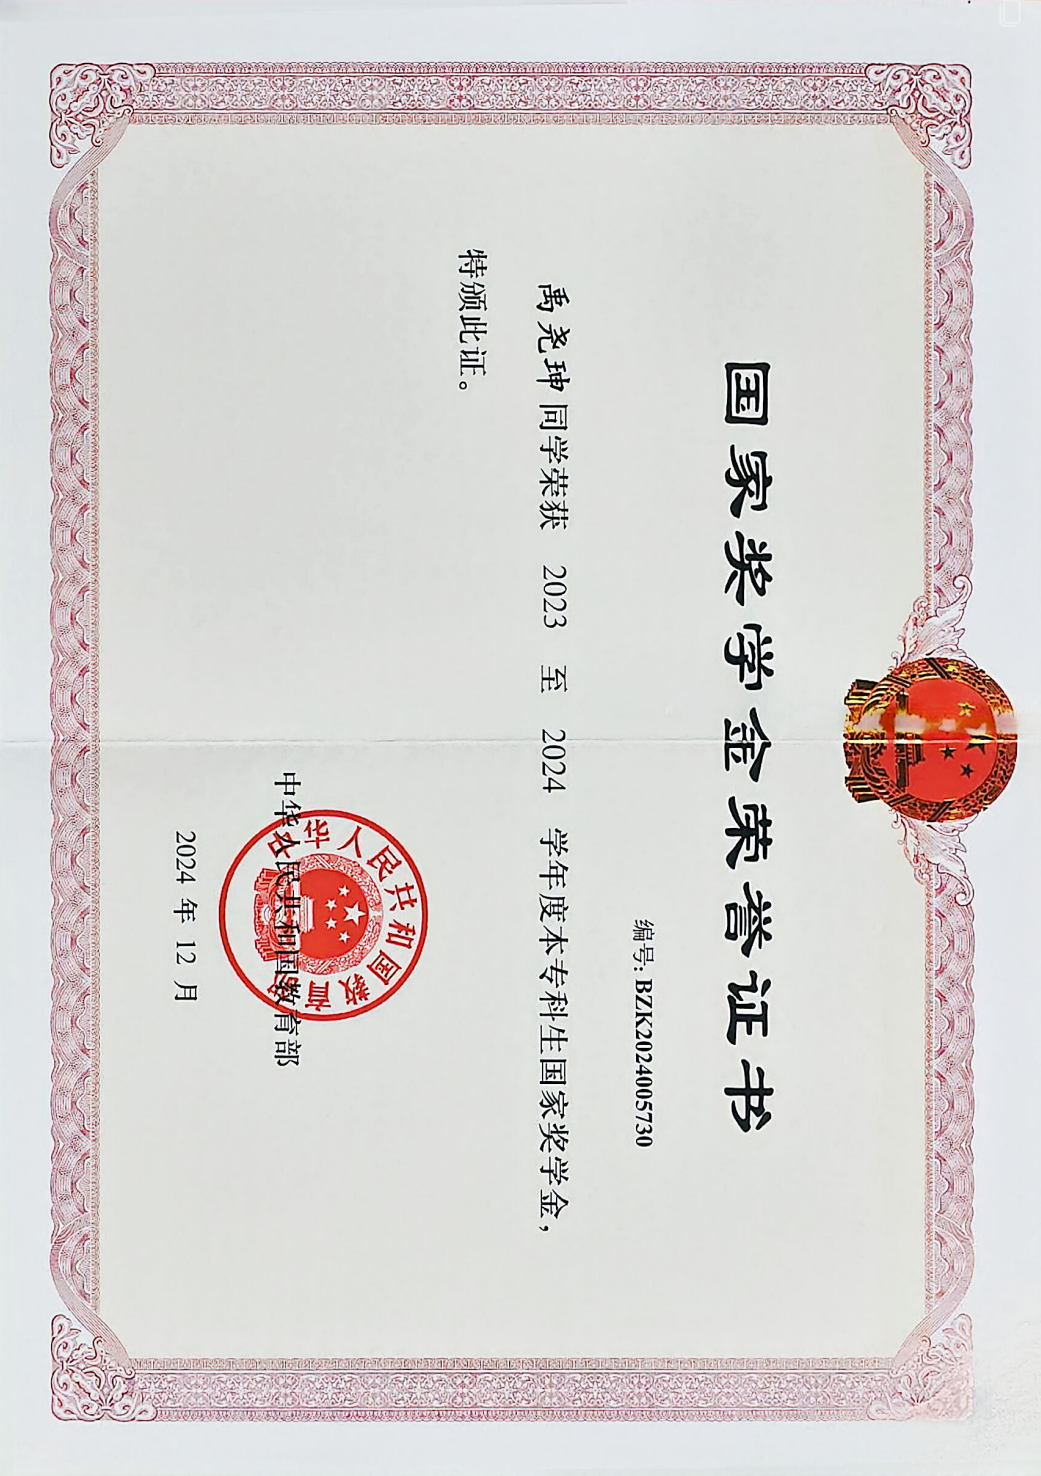 国家奖学金荣誉证书
编号: BZK2024005730
禹尧珅同学荣获 2023 至 2024 学年度本专科生国家奖学金，
特颁此证。
中华人民共和国教育部
中华人民共和国教育部
2024 年 12 月